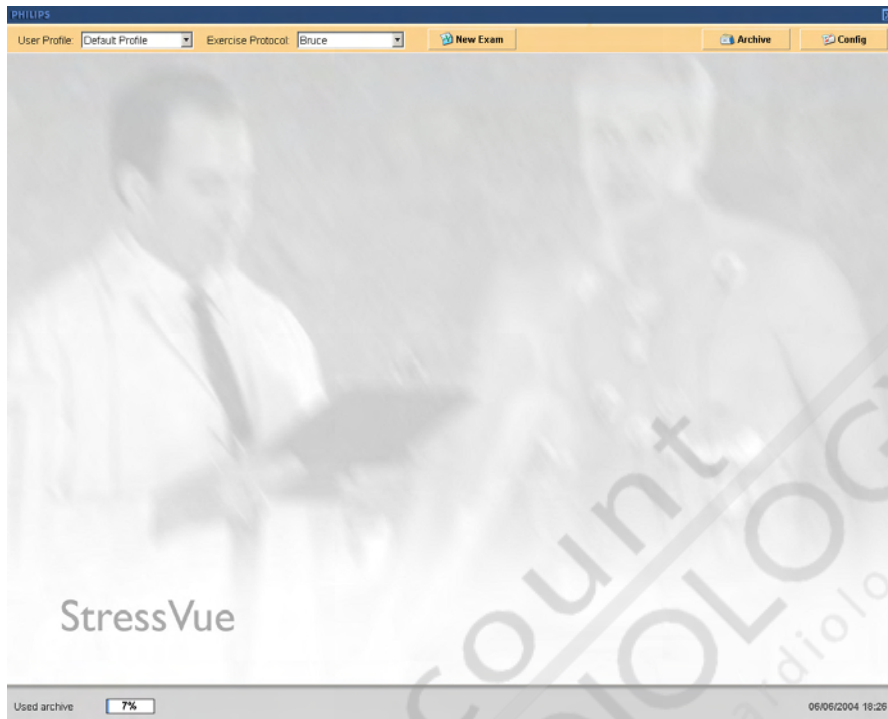 PHILIPS
User Profile: Default Profile Exercise Protocol: Bruce New Exam Archive Config
StressVue
count
Used archive 7% 06/06/2004 18:26